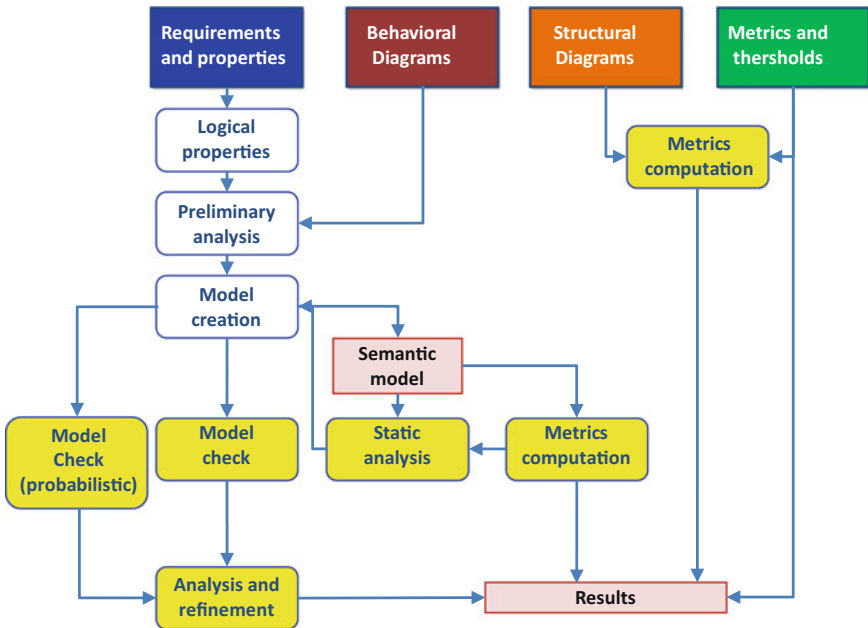 Requirements
and properties
Behavioral
Diagrams
Structural
Diagrams
Metrics and
thersholds
Logical
properties
Metrics
computation
Preliminary
analysis
Model
creation
Semantic
model
Model
Check
(probabilistic)
Model
check
Static
analysis
Metrics
computation
Analysis and
refinement
Results